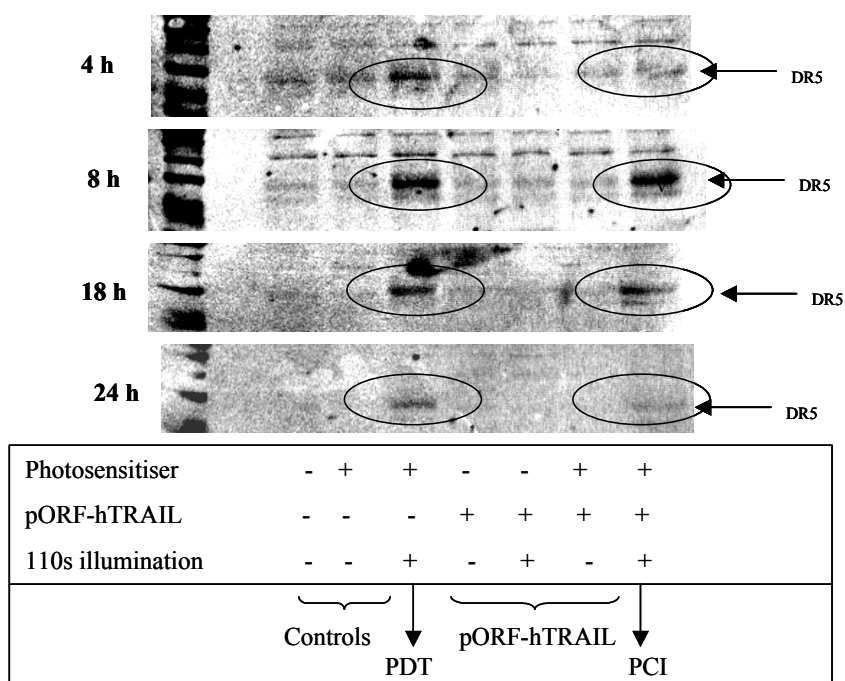 4 h DR5
8 h DR5
18 h DR5
24 h DR5
Photosensitiser - + + - - + +
pORF-hTRAIL - - - + + + +
110s illumination - - + - + - +
Controls pORF-hTRAIL
PDT PCI